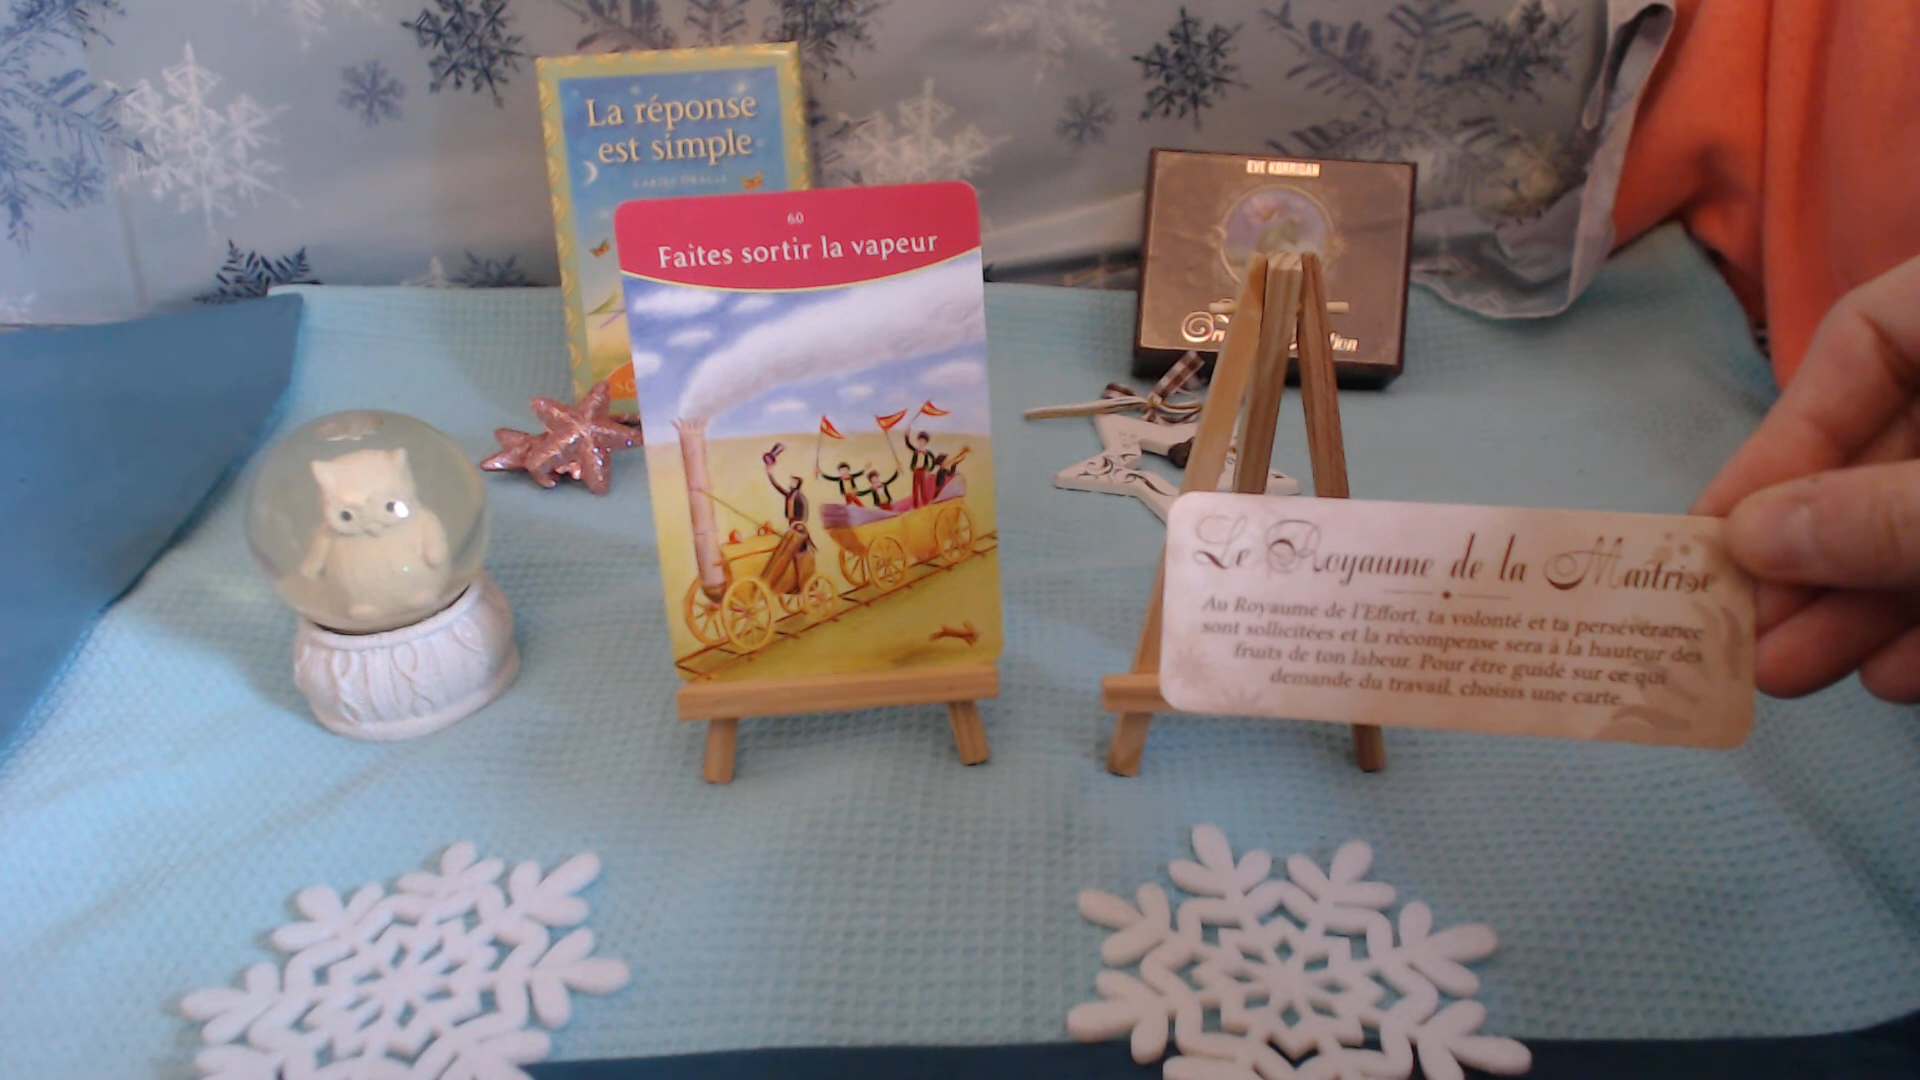 La réponse
est simple
CARTES ORACLE
60
Faites sortir la vapeur
EVE KORRIGAN
Le Royaume de la Maîtrise
Au Royaume de l'Effort, ta volonté et ta persévérance
sont sollicitées et la récompense sera à la hauteur des
fruits de ton labeur. Pour être guidé sur ce qui
demande du travail, choisis une carte.